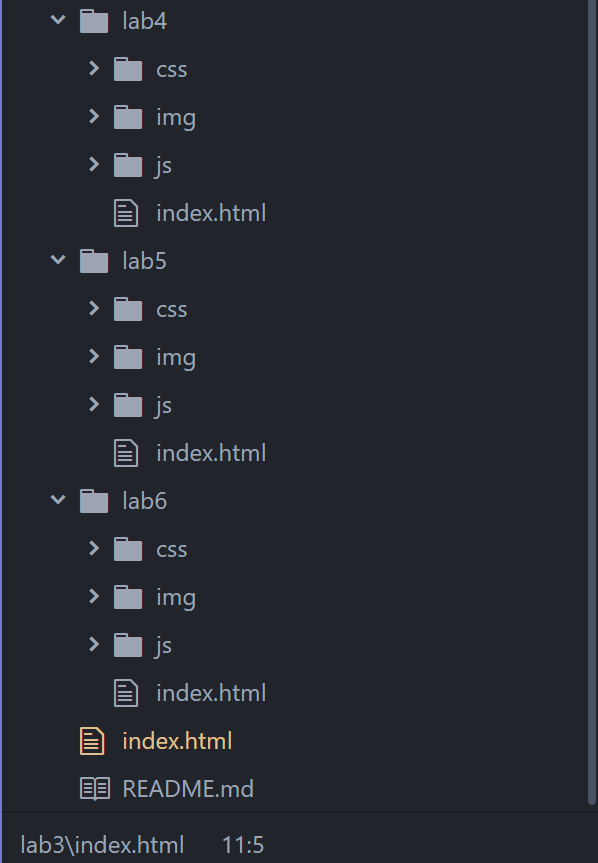 lab4
css
img
js
index.html
lab5
css
img
js
index.html
lab6
css
img
js
index.html
index.html
README.md
lab3\index.html 11:5